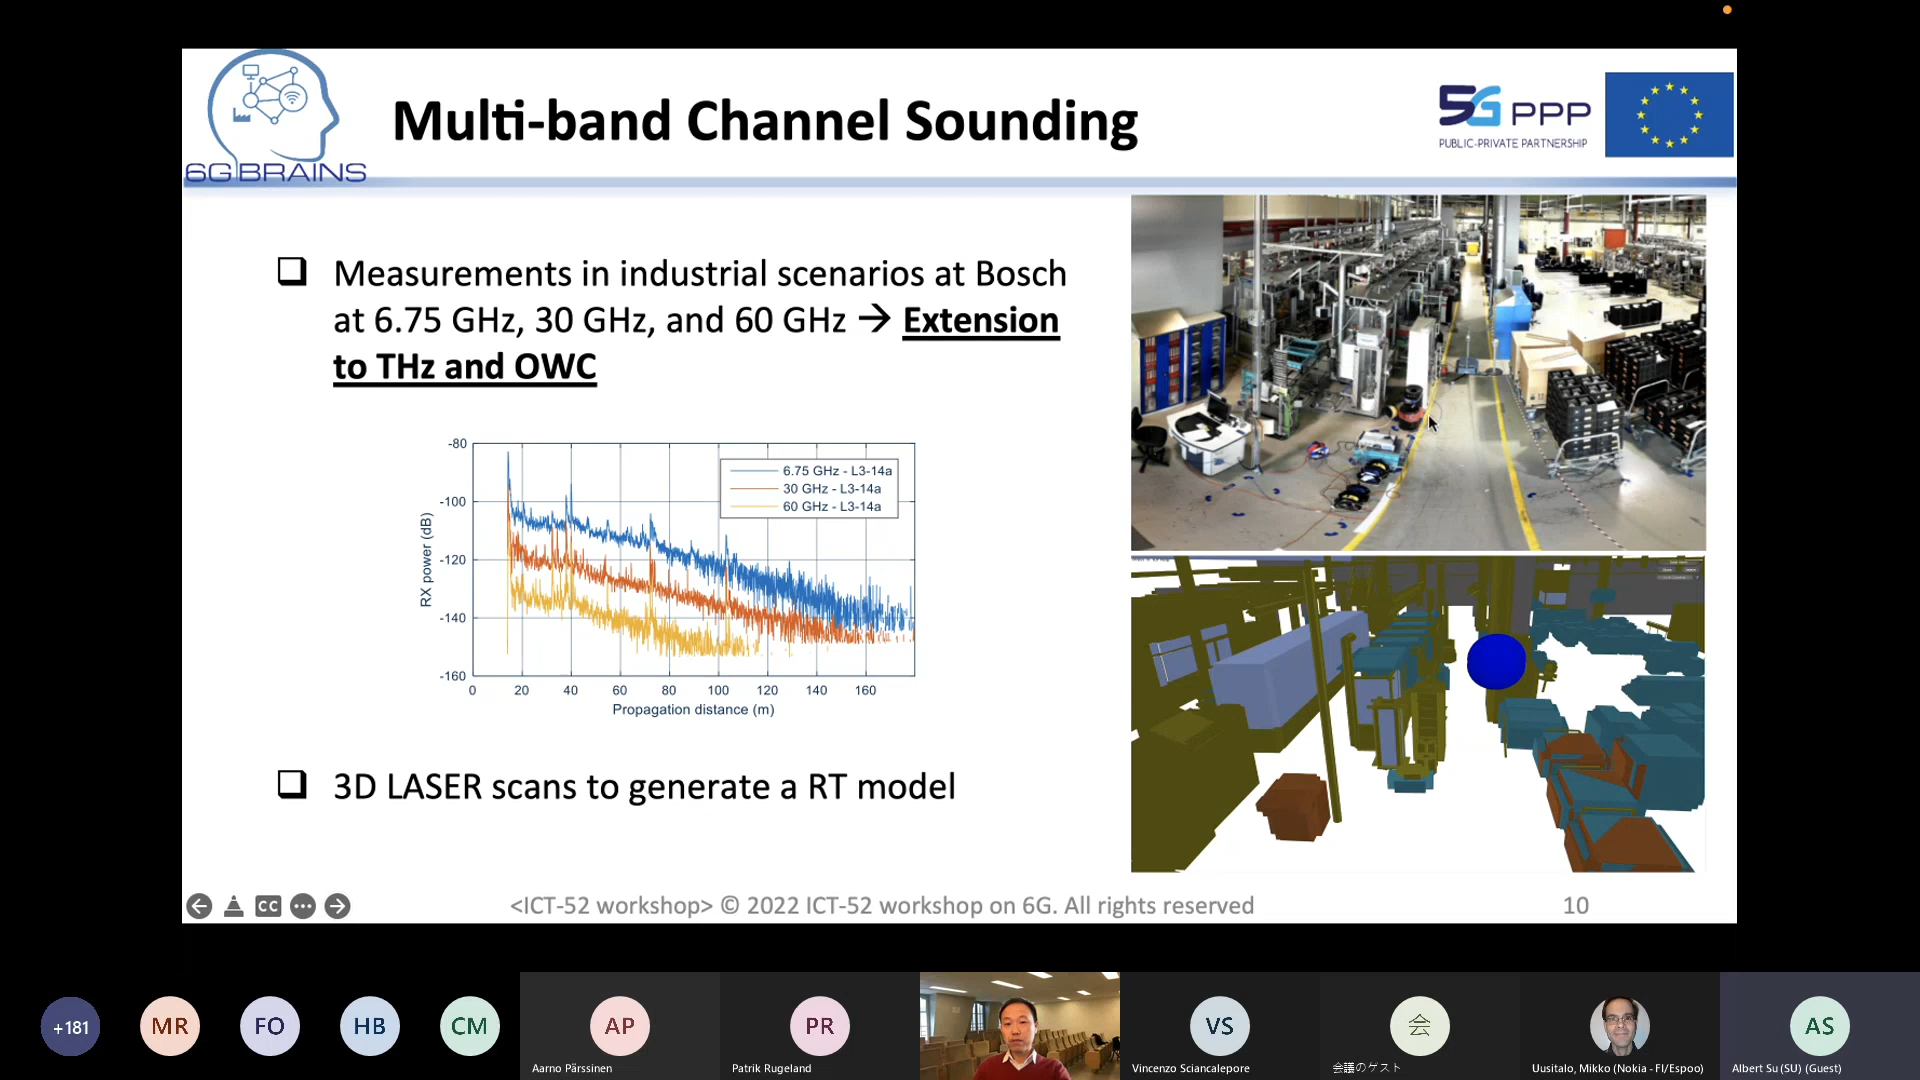 6G BRAINS
Multi-band Channel Sounding
5G PPP
PUBLIC-PRIVATE PARTNERSHIP
Measurements in industrial scenarios at Bosch
at 6.75 GHz, 30 GHz, and 60 GHz → Extension
to THz and OWC
-80
-100
-120
-140
-160
RX power (dB)
6.75 GHz - L3-14a
30 GHz - L3-14a
60 GHz - L3-14a
0 20 40 60 80 100 120 140 160
Propagation distance (m)
3D LASER scans to generate a RT model
CC
<ICT-52 workshop> © 2022 ICT-52 workshop on 6G. All rights reserved
10
+181
MR
FO
HB
CM
AP
PR
VS
会
AS
Aarno Pärssinen
Patrik Rugeland
Vincenzo Sciancalepore
会議のゲスト
Uusitalo, Mikko (Nokia - FI/Espoo)
Albert Su (SU) (Guest)